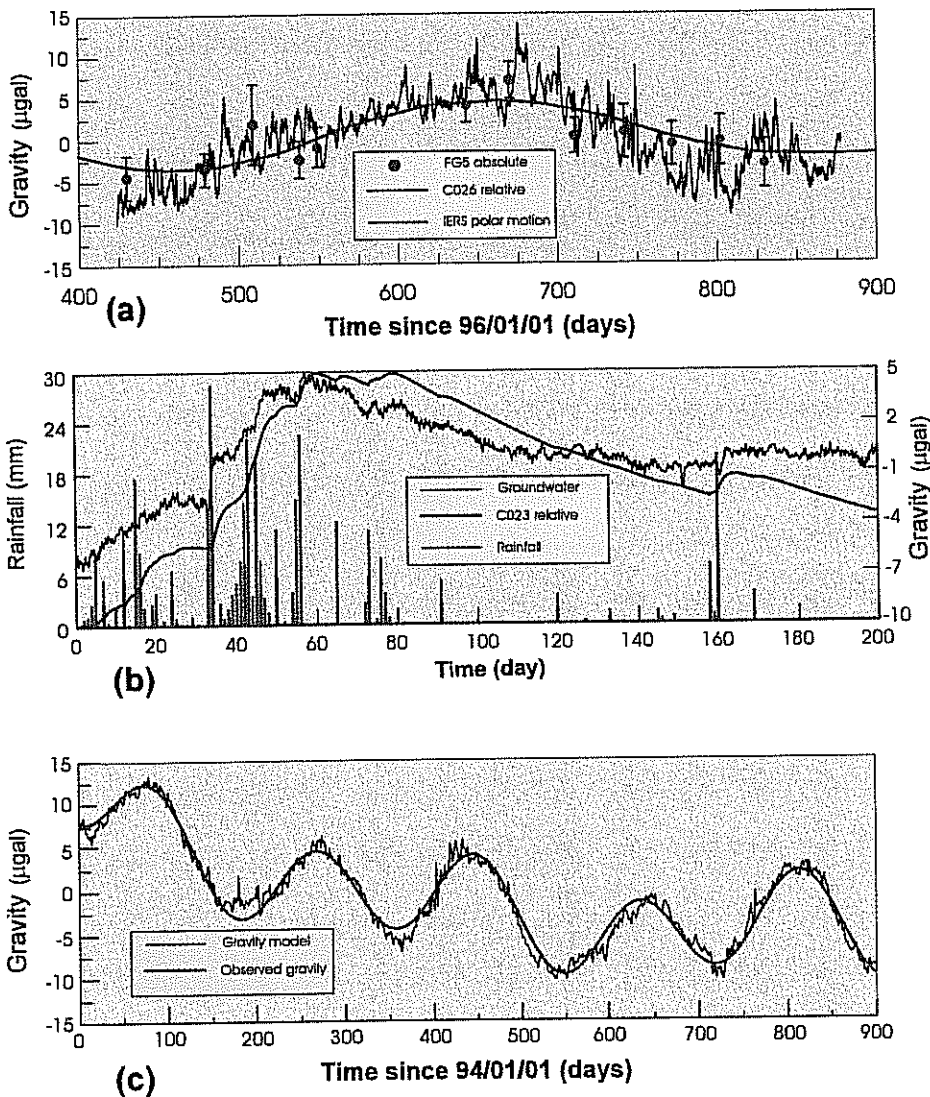 15
10
5
0
-5
-10
-15
Gravity (µgal)
FG5 absolute
C026 relative
IERS polar motion
400 500 600 700 800 900
(a)
Time since 96/01/01 (days)
30
24
18
12
6
0
Rainfall (mm)
5
2
-1
-4
-7
-10
Gravity (µgal)
Groundwater
C023 relative
Rainfall
0 20 40 60 80 100 120 140 160 180 200
Time (day)
(b)
15
10
5
0
-5
-10
-15
Gravity (µgal)
Gravity model
Observed gravity
0 100 200 300 400 500 600 700 800 900
Time since 94/01/01 (days)
(c)